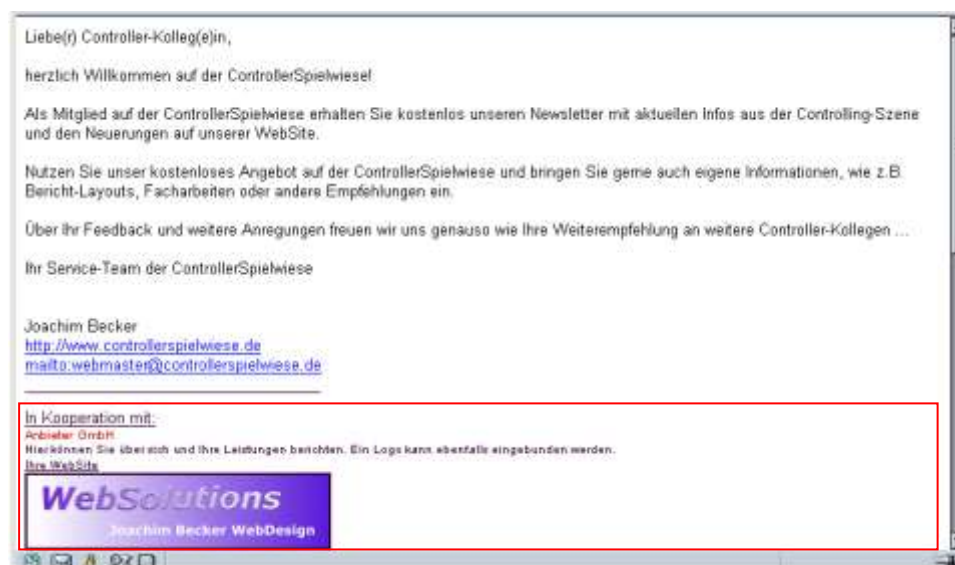 Liebe(r) Controller-Kolleg(e)in,
herzlich Willkommen auf der ControllerSpielwiese!
Als Mitglied auf der ControllerSpielwiese erhalten Sie kostenlos unseren Newsletter mit aktuellen Infos aus der Controlling-Szene
und den Neuerungen auf unserer WebSite.
Nutzen Sie unser kostenloses Angebot auf der ControllerSpielwiese und bringen Sie gerne auch eigene Informationen, wie z.B.
Bericht-Layouts, Facharbeiten oder andere Empfehlungen ein.
Über Ihr Feedback und weitere Anregungen freuen wir uns genauso wie Ihre Weiterempfehlung an weitere Controller-Kollegen ...
Ihr Service-Team der ControllerSpielwiese
Joachim Becker
http://www.controllerspielwiese.de
mailto:webmaster@controllerspielwiese.de
In Kooperation mit:
Anbieter GmbH
Hier können Sie über sich und Ihre Leistungen berichten. Ein Logo kann ebenfalls eingebunden werden.
Ihre WebSite
WebSolutions
Joachim Becker WebDesign